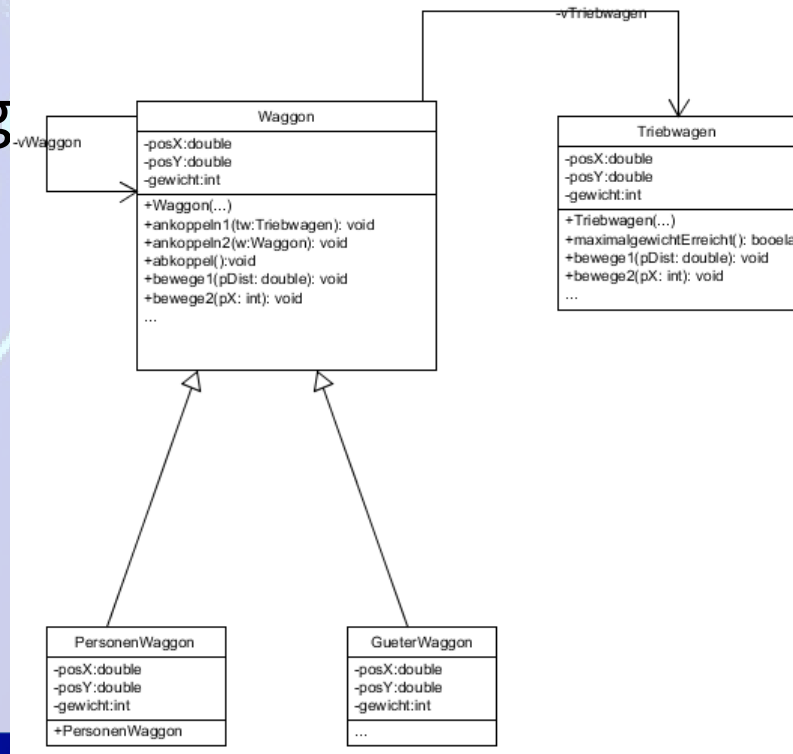 -vTriebwagen
g
-vWaggon
Waggon
-posX:double
-posY:double
-gewicht:int
+Waggon(...)
+ankoppeln1(tw:Triebwagen): void
+ankoppeln2(w:Waggon): void
+abkoppel():void
+bewege1(pDist: double): void
+bewege2(pX: int): void
...
Triebwagen
-posX:double
-posY:double
-gewicht:int
+Triebwagen(...)
+maximalgewichtErreicht(): booela
+bewege1(pDist: double): void
+bewege2(pX: int): void
...
PersonenWaggon
-posX:double
-posY:double
-gewicht:int
+PersonenWaggon
GueterWaggon
-posX:double
-posY:double
-gewicht:int
...